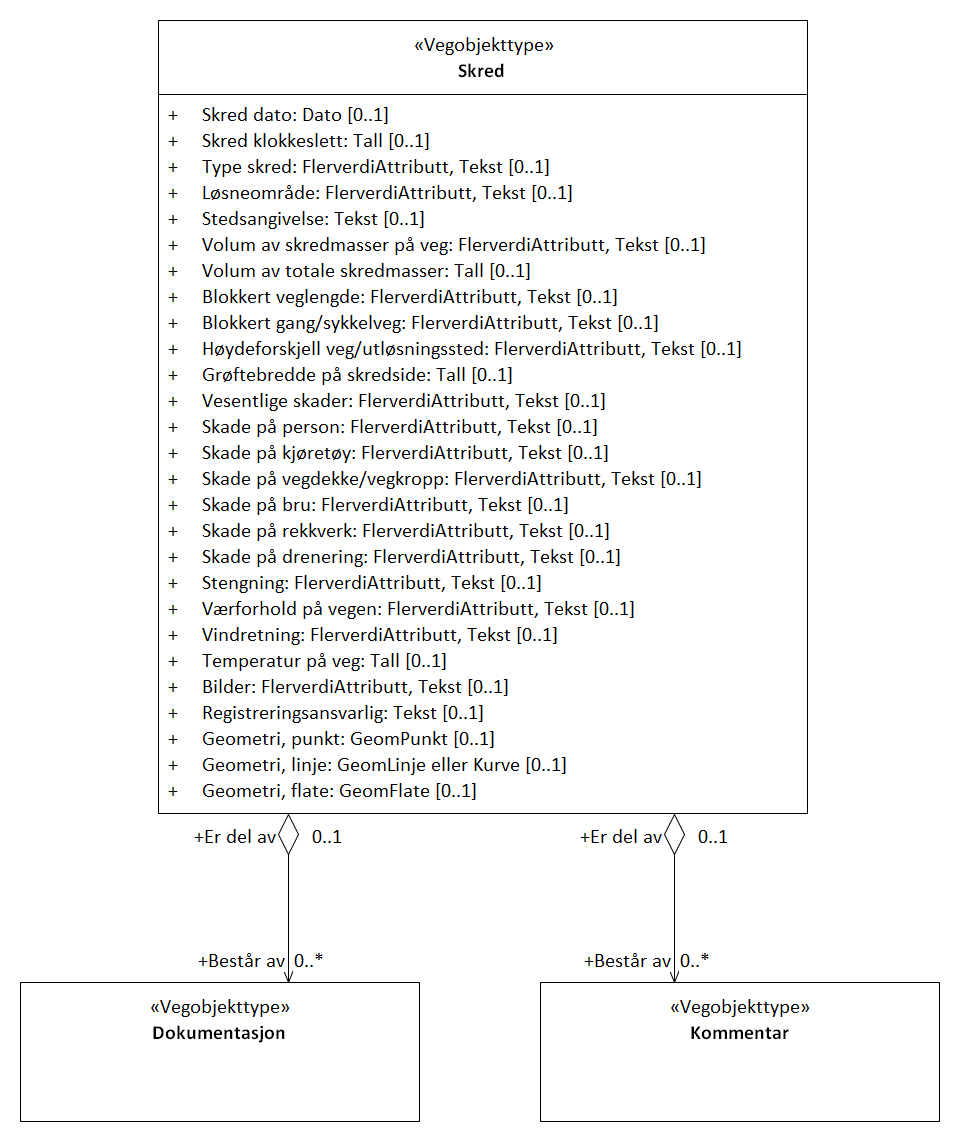 «Vegobjekttype»
Skred
+ Skred dato: Dato [0..1]
+ Skred klokkeslett: Tall [0..1]
+ Type skred: FlerverdiAttributt, Tekst [0..1]
+ Løsneområde: FlerverdiAttributt, Tekst [0..1]
+ Stedsangivelse: Tekst [0..1]
+ Volum av skredmasser på veg: FlerverdiAttributt, Tekst [0..1]
+ Volum av totale skredmasser: Tall [0..1]
+ Blokkert veglengde: FlerverdiAttributt, Tekst [0..1]
+ Blokkert gang/sykkelveg: FlerverdiAttributt, Tekst [0..1]
+ Høydeforskjell veg/utløsningssted: FlerverdiAttributt, Tekst [0..1]
+ Grøftebredde på skredside: Tall [0..1]
+ Vesentlige skader: FlerverdiAttributt, Tekst [0..1]
+ Skade på person: FlerverdiAttributt, Tekst [0..1]
+ Skade på kjøretøy: FlerverdiAttributt, Tekst [0..1]
+ Skade på vegdekke/vegkropp: FlerverdiAttributt, Tekst [0..1]
+ Skade på bru: FlerverdiAttributt, Tekst [0..1]
+ Skade på rekkverk: FlerverdiAttributt, Tekst [0..1]
+ Skade på drenering: FlerverdiAttributt, Tekst [0..1]
+ Stengning: FlerverdiAttributt, Tekst [0..1]
+ Værforhold på vegen: FlerverdiAttributt, Tekst [0..1]
+ Vindretning: FlerverdiAttributt, Tekst [0..1]
+ Temperatur på veg: Tall [0..1]
+ Bilder: FlerverdiAttributt, Tekst [0..1]
+ Registreringsansvarlig: Tekst [0..1]
+ Geometri, punkt: GeomPunkt [0..1]
+ Geometri, linje: GeomLinje eller Kurve [0..1]
+ Geometri, flate: GeomFlate [0..1]
+Er del av 0..1 +Er del av 0..1
+Består av 0..* +Består av 0..*
«Vegobjekttype»
Dokumentasjon
«Vegobjekttype»
Kommentar